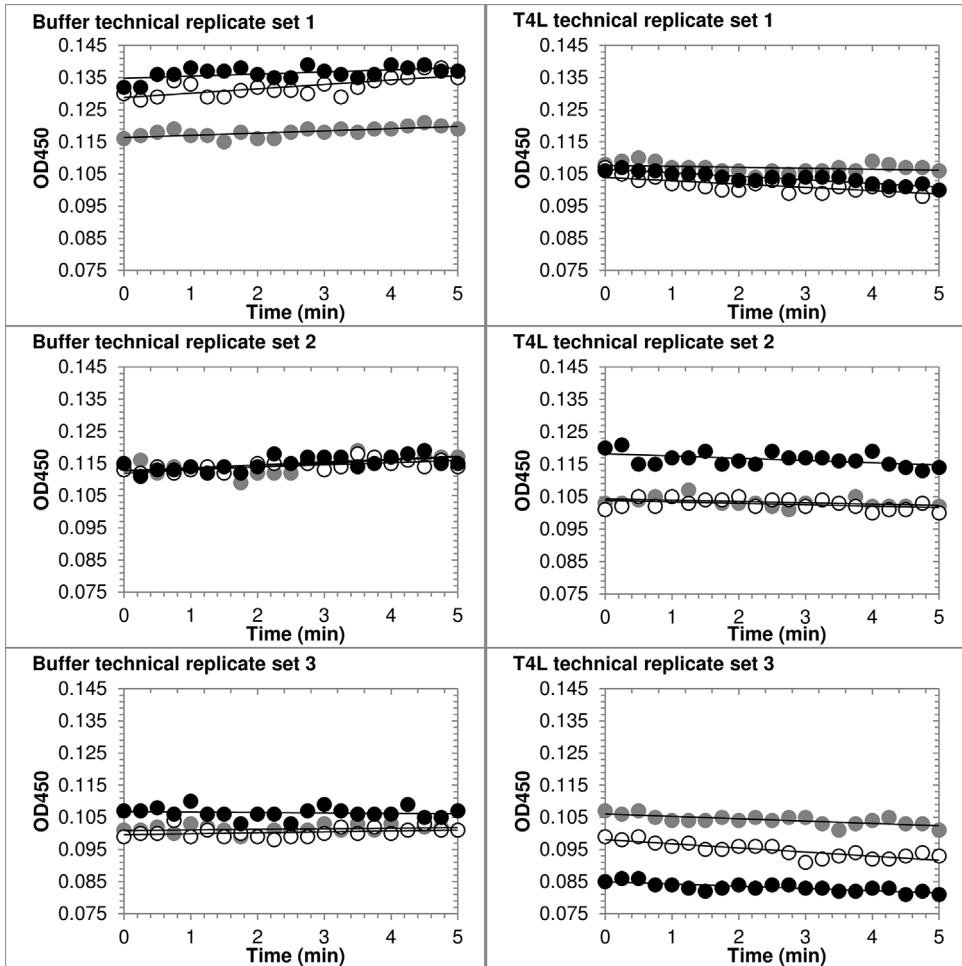 Buffer technical replicate set 1
0.145
0.135
0.125
0.115
0.105
0.095
0.085
0.075
OD450
0 1 2 3 4 5
Time (min)
T4L technical replicate set 1
0.145
0.135
0.125
0.115
0.105
0.095
0.085
0.075
OD450
0 1 2 3 4 5
Time (min)
Buffer technical replicate set 2
0.145
0.135
0.125
0.115
0.105
0.095
0.085
0.075
OD450
0 1 2 3 4 5
Time (min)
T4L technical replicate set 2
0.145
0.135
0.125
0.115
0.105
0.095
0.085
0.075
OD450
0 1 2 3 4 5
Time (min)
Buffer technical replicate set 3
0.145
0.135
0.125
0.115
0.105
0.095
0.085
0.075
OD450
0 1 2 3 4 5
Time (min)
T4L technical replicate set 3
0.145
0.135
0.125
0.115
0.105
0.095
0.085
0.075
OD450
0 1 2 3 4 5
Time (min)